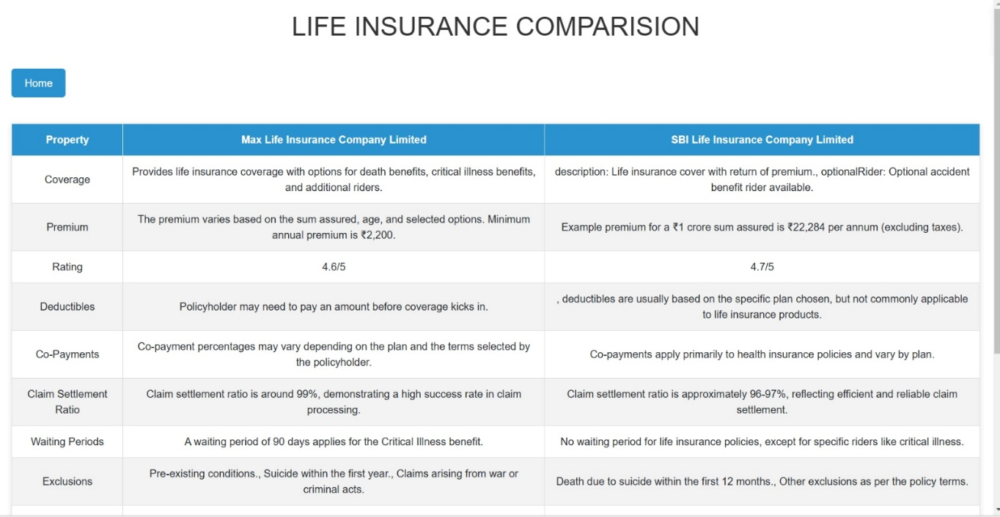 LIFE INSURANCE COMPARISION
Home
Property
Max Life Insurance Company Limited
SBI Life Insurance Company Limited
Coverage
Provides life insurance coverage with options for death benefits, critical illness benefits,
and additional riders.
description: Life insurance cover with return of premium., optionalRider: Optional accident
benefit rider available.
Premium
The premium varies based on the sum assured, age, and selected options. Minimum
annual premium is ₹2,200.
Example premium for a ₹1 crore sum assured is ₹22,284 per annum (excluding taxes).
Rating
4.6/5
4.7/5
Deductibles
Policyholder may need to pay an amount before coverage kicks in.
, deductibles are usually based on the specific plan chosen, but not commonly applicable
to life insurance products.
Co-Payments
Co-payment percentages may vary depending on the plan and the terms selected by
the policyholder.
Co-payments apply primarily to health insurance policies and vary by plan.
Claim Settlement
Ratio
Claim settlement ratio is around 99%, demonstrating a high success rate in claim
processing.
Claim settlement ratio is approximately 96-97%, reflecting efficient and reliable claim
settlement.
Waiting Periods
A waiting period of 90 days applies for the Critical Illness benefit.
No waiting period for life insurance policies, except for specific riders like critical illness.
Exclusions
Pre-existing conditions., Suicide within the first year., Claims arising from war or
criminal acts.
Death due to suicide within the first 12 months., Other exclusions as per the policy terms.